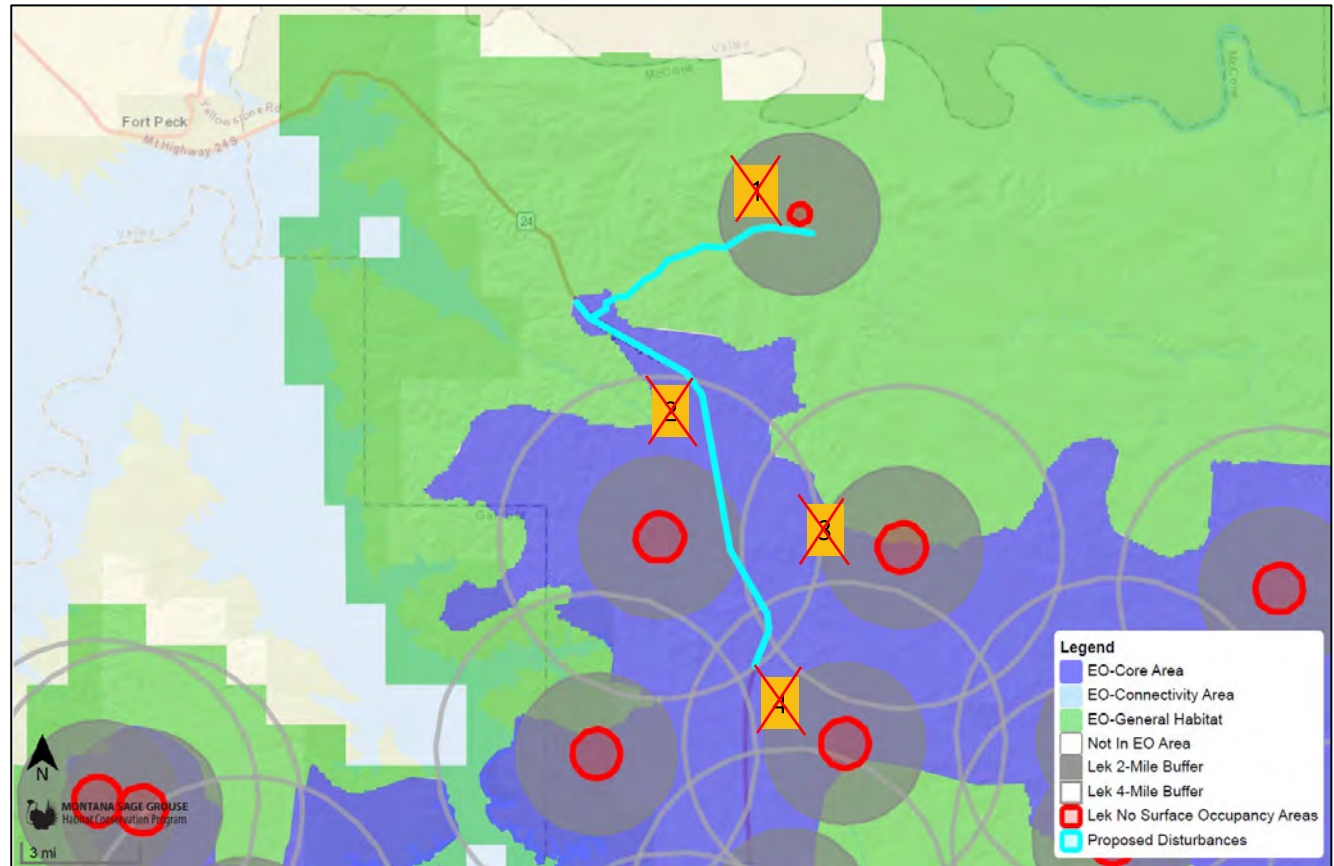 Valley
McCone
McCone
Yellowstone Rd
Fort Peck
Mt Highway 24 S
1
Valley
24
2
Garfield
3
4
Legend
EO-Core Area
EO-Connectivity Area
EO-General Habitat
Not In EO Area
Lek 2-Mile Buffer
Lek 4-Mile Buffer
Lek No Surface Occupancy Areas
Proposed Disturbances
N
MONTANA SAGE GROUSE
Habitat Conservation Program
3 mi